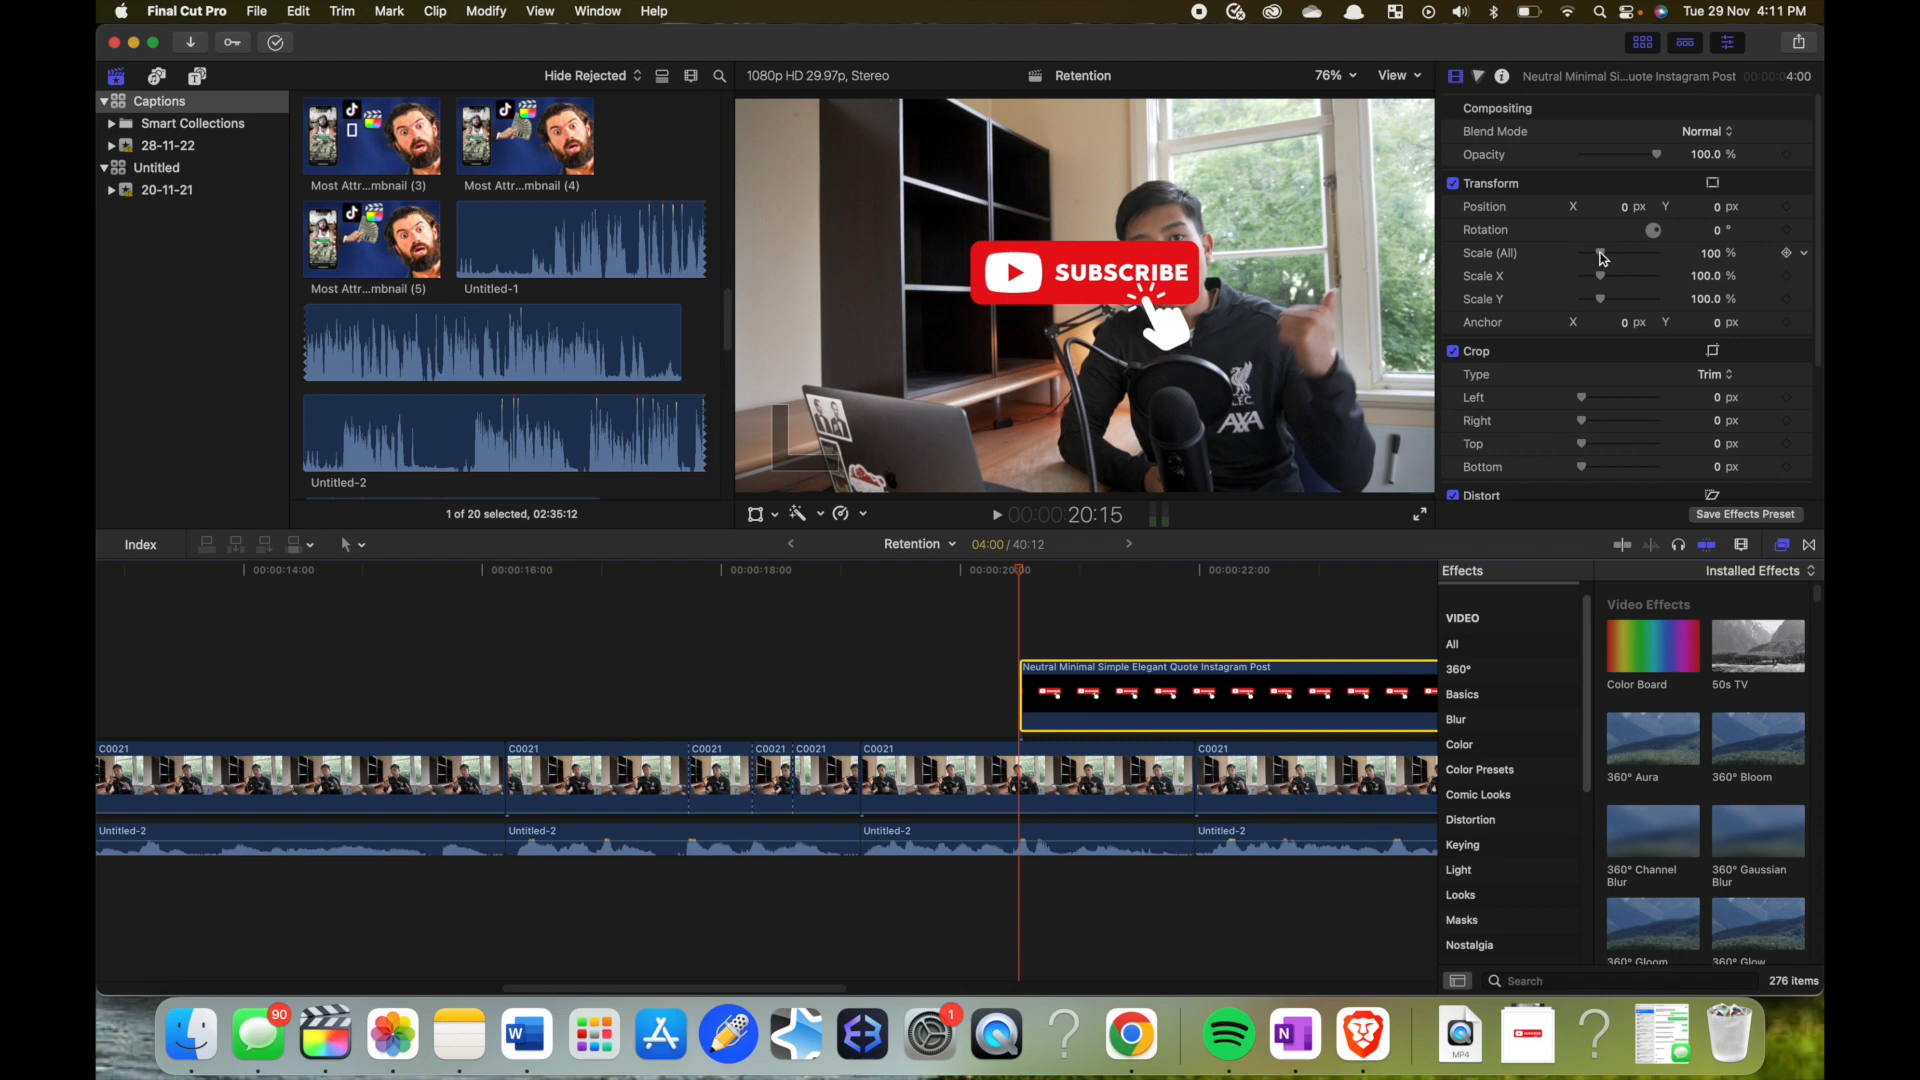 Final Cut Pro File Edit Trim Mark Clip Modify View Window Help
Tue 29 Nov 4:11 PM
Hide Rejected
1080p HD 29.97p, Stereo
Retention
76% View
Neutral Minimal Si...uote Instagram Post 00:00:04:00
Captions
Smart Collections
28-11-22
Untitled
20-11-21
Most Attr...mbnail (3)
Most Attr...mbnail (4)
Most Attr...mbnail (5)
Untitled-1
Untitled-2
1 of 20 selected, 02:35:12
SUBSCRIBE
L.F.C.
AXA
00:00:00:20:15
Compositing
Blend Mode Normal
Opacity 100.0 %
Transform
Position X 0 px Y 0 px
Rotation 0 °
Scale (All) 100 %
Scale X 100.0 %
Scale Y 100.0 %
Anchor X 0 px Y 0 px
Crop
Type Trim
Left 0 px
Right 0 px
Top 0 px
Bottom 0 px
Distort
Save Effects Preset
Index
Retention 04:00 / 40:12
00:00:14:00 00:00:16:00 00:00:18:00 00:00:20:00 00:00:22:00
Neutral Minimal Simple Elegant Quote Instagram Post
C0021 C0021 C0021 C0021 C0021 C0021 C0021
Untitled-2 Untitled-2 Untitled-2 Untitled-2
Effects
Installed Effects
VIDEO
All
360°
Basics
Blur
Color
Color Presets
Comic Looks
Distortion
Keying
Light
Looks
Masks
Nostalgia
Video Effects
Color Board
50s TV
360° Aura
360° Bloom
360° Channel Blur
360° Gaussian Blur
360° Gloom
360° Glow
Search
276 items
90
W
1
N
MP4